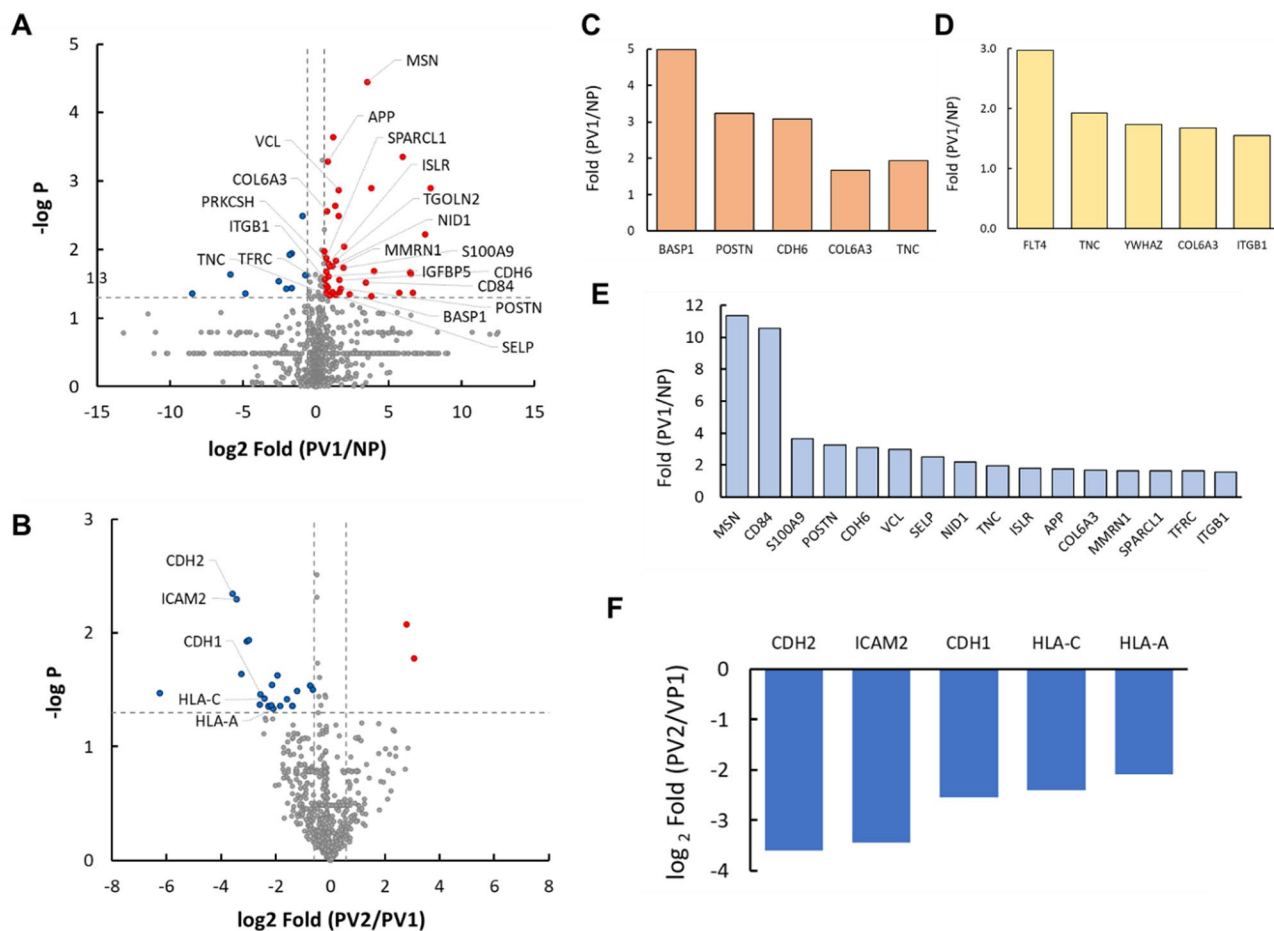 A
5
4
3
2
1
0
13
-log P
-15
-10
-5
0
5
10
15
log2 Fold (PV1/NP)
MSN
APP
VCL
SPARCL1
COL6A3
ISLR
PRKCSH
TGOLN2
ITGB1
NID1
TNC
TFRC
MMRN1
S100A9
IGFBP5
CDH6
CD84
POSTN
BASP1
SELP
B
3
2
1
0
-log P
-8
-6
-4
-2
0
2
4
6
8
log2 Fold (PV2/PV1)
CDH2
ICAM2
CDH1
HLA-C
HLA-A
C
5
4
3
2
1
0
Fold (PV1/NP)
BASP1
POSTN
CDH6
COL6A3
TNC
D
3.0
2.0
1.0
0.0
Fold (PV1/NP)
FLT4
TNC
YWHAZ
COL6A3
ITGB1
E
12
10
8
6
4
2
0
Fold (PV1/NP)
MSN
CD84
S100A9
POSTN
CDH6
VCL
SELP
NID1
TNC
ISLR
APP
COL6A3
MMRN1
SPARCL1
TFRC
ITGB1
F
CDH2
ICAM2
CDH1
HLA-C
HLA-A
0
-1
-2
-3
-4
log 2 Fold (PV2/VP1)